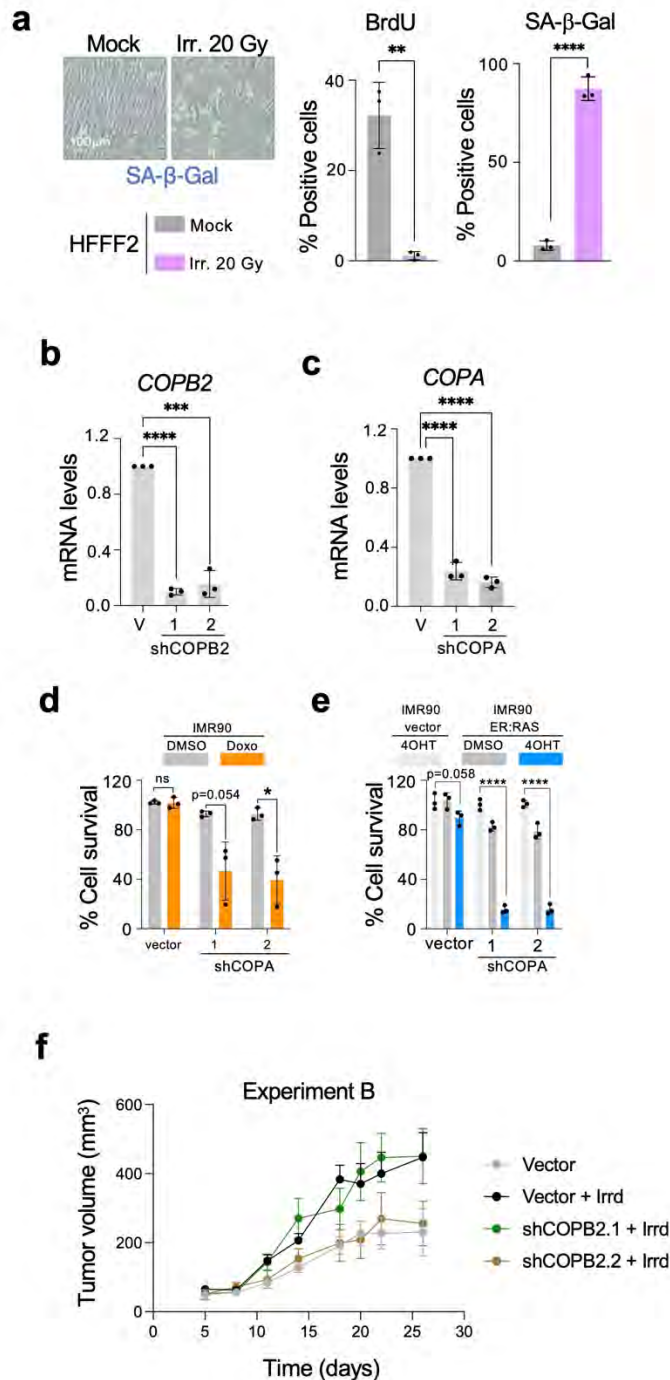 a
Mock
Irr. 20 Gy
100μm
SA-β-Gal
HFFF2
Mock
Irr. 20 Gy
BrdU
**
% Positive cells
40
20
0
SA-β-Gal
****
% Positive cells
100
50
0
b
COPB2
***
****
mRNA levels
1.2
0.4
0.0
V 1 2
shCOPB2
c
COPA
****
****
mRNA levels
1.2
0.4
0.0
V 1 2
shCOPA
d
IMR90
DMSO Doxo
ns
p=0.054
*
% Cell survival
120
80
40
0
vector 1 2
shCOPA
e
IMR90 IMR90
vector ER:RAS
4OHT DMSO 4OHT
p=0.058
****
****
% Cell survival
120
80
40
0
vector 1 2
shCOPA
f
Experiment B
Tumor volume (mm³)
600
400
200
0
0 5 10 15 20 25 30
Time (days)
Vector
Vector + Irrd
shCOPB2.1 + Irrd
shCOPB2.2 + Irrd